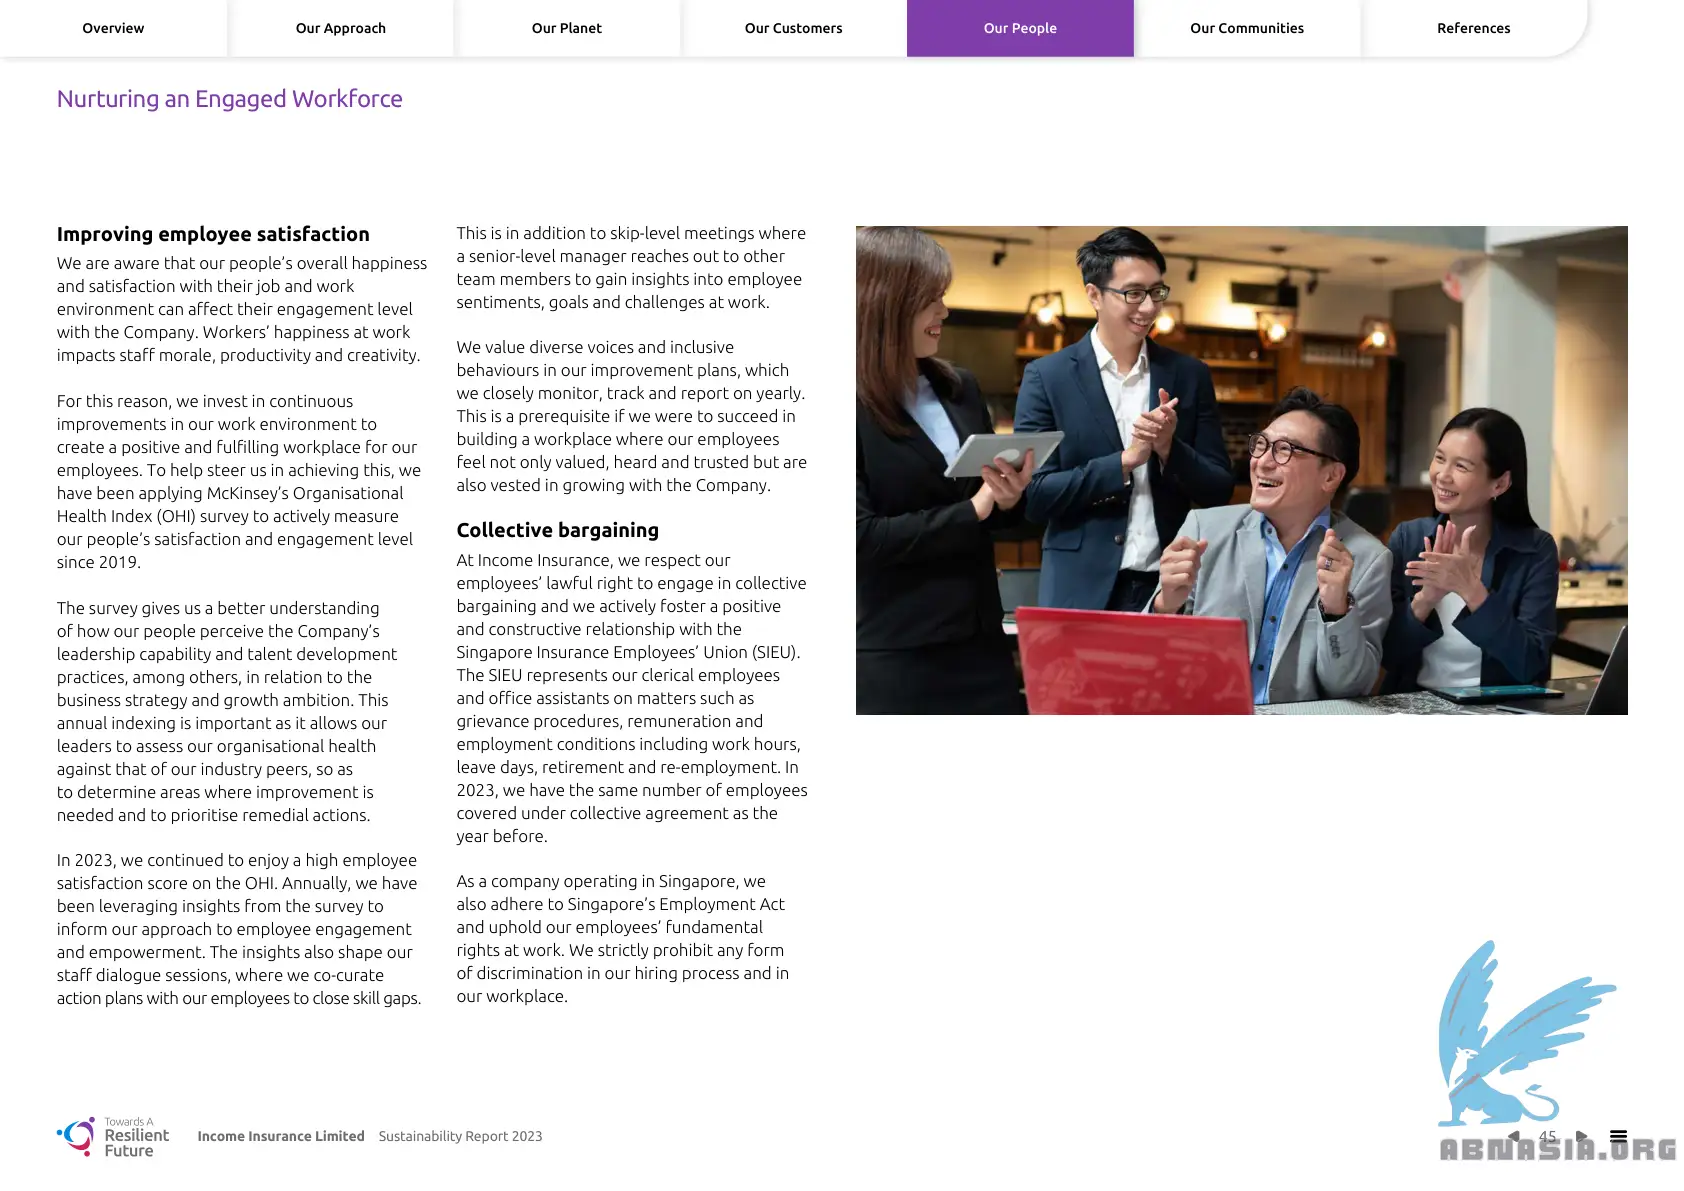 Overview
Our Approach
Our Planet
Our Customers
Our People
Our Communities
References
Nurturing an Engaged Workforce
Improving employee satisfaction
We are aware that our people's overall happiness
and satisfaction with their job and work
environment can affect their engagement level
with the Company. Workers' happiness at work
impacts staff morale, productivity and creativity.
For this reason, we invest in continuous
improvements in our work environment to
create a positive and fulfilling workplace for our
employees. To help steer us in achieving this, we
have been applying McKinsey's Organisational
Health Index (OHI) survey to actively measure
our people's satisfaction and engagement level
since 2019.
The survey gives us a better understanding
of how our people perceive the Company's
leadership capability and talent development
practices, among others, in relation to the
business strategy and growth ambition. This
annual indexing is important as it allows our
leaders to assess our organisational health
against that of our industry peers, so as
to determine areas where improvement is
needed and to prioritise remedial actions.
In 2023, we continued to enjoy a high employee
satisfaction score on the OHI. Annually, we have
been leveraging insights from the survey to
inform our approach to employee engagement
and empowerment. The insights also shape our
staff dialogue sessions, where we co-curate
action plans with our employees to close skill gaps.
This is in addition to skip-level meetings where
a senior-level manager reaches out to other
team members to gain insights into employee
sentiments, goals and challenges at work.
We value diverse voices and inclusive
behaviours in our improvement plans, which
we closely monitor, track and report on yearly.
This is a prerequisite if we were to succeed in
building a workplace where our employees
feel not only valued, heard and trusted but are
also vested in growing with the Company.
Collective bargaining
At Income Insurance, we respect our
employees' lawful right to engage in collective
bargaining and we actively foster a positive
and constructive relationship with the
Singapore Insurance Employees' Union (SIEU).
The SIEU represents our clerical employees
and office assistants on matters such as
grievance procedures, remuneration and
employment conditions including work hours,
leave days, retirement and re-employment. In
2023, we have the same number of employees
covered under collective agreement as the
year before.
As a company operating in Singapore, we
also adhere to Singapore's Employment Act
and uphold our employees' fundamental
rights at work. We strictly prohibit any form
of discrimination in our hiring process and in
our workplace.
Towards A
Resilient
Future
Income Insurance Limited Sustainability Report 2023
45
ABNASIA.ORG